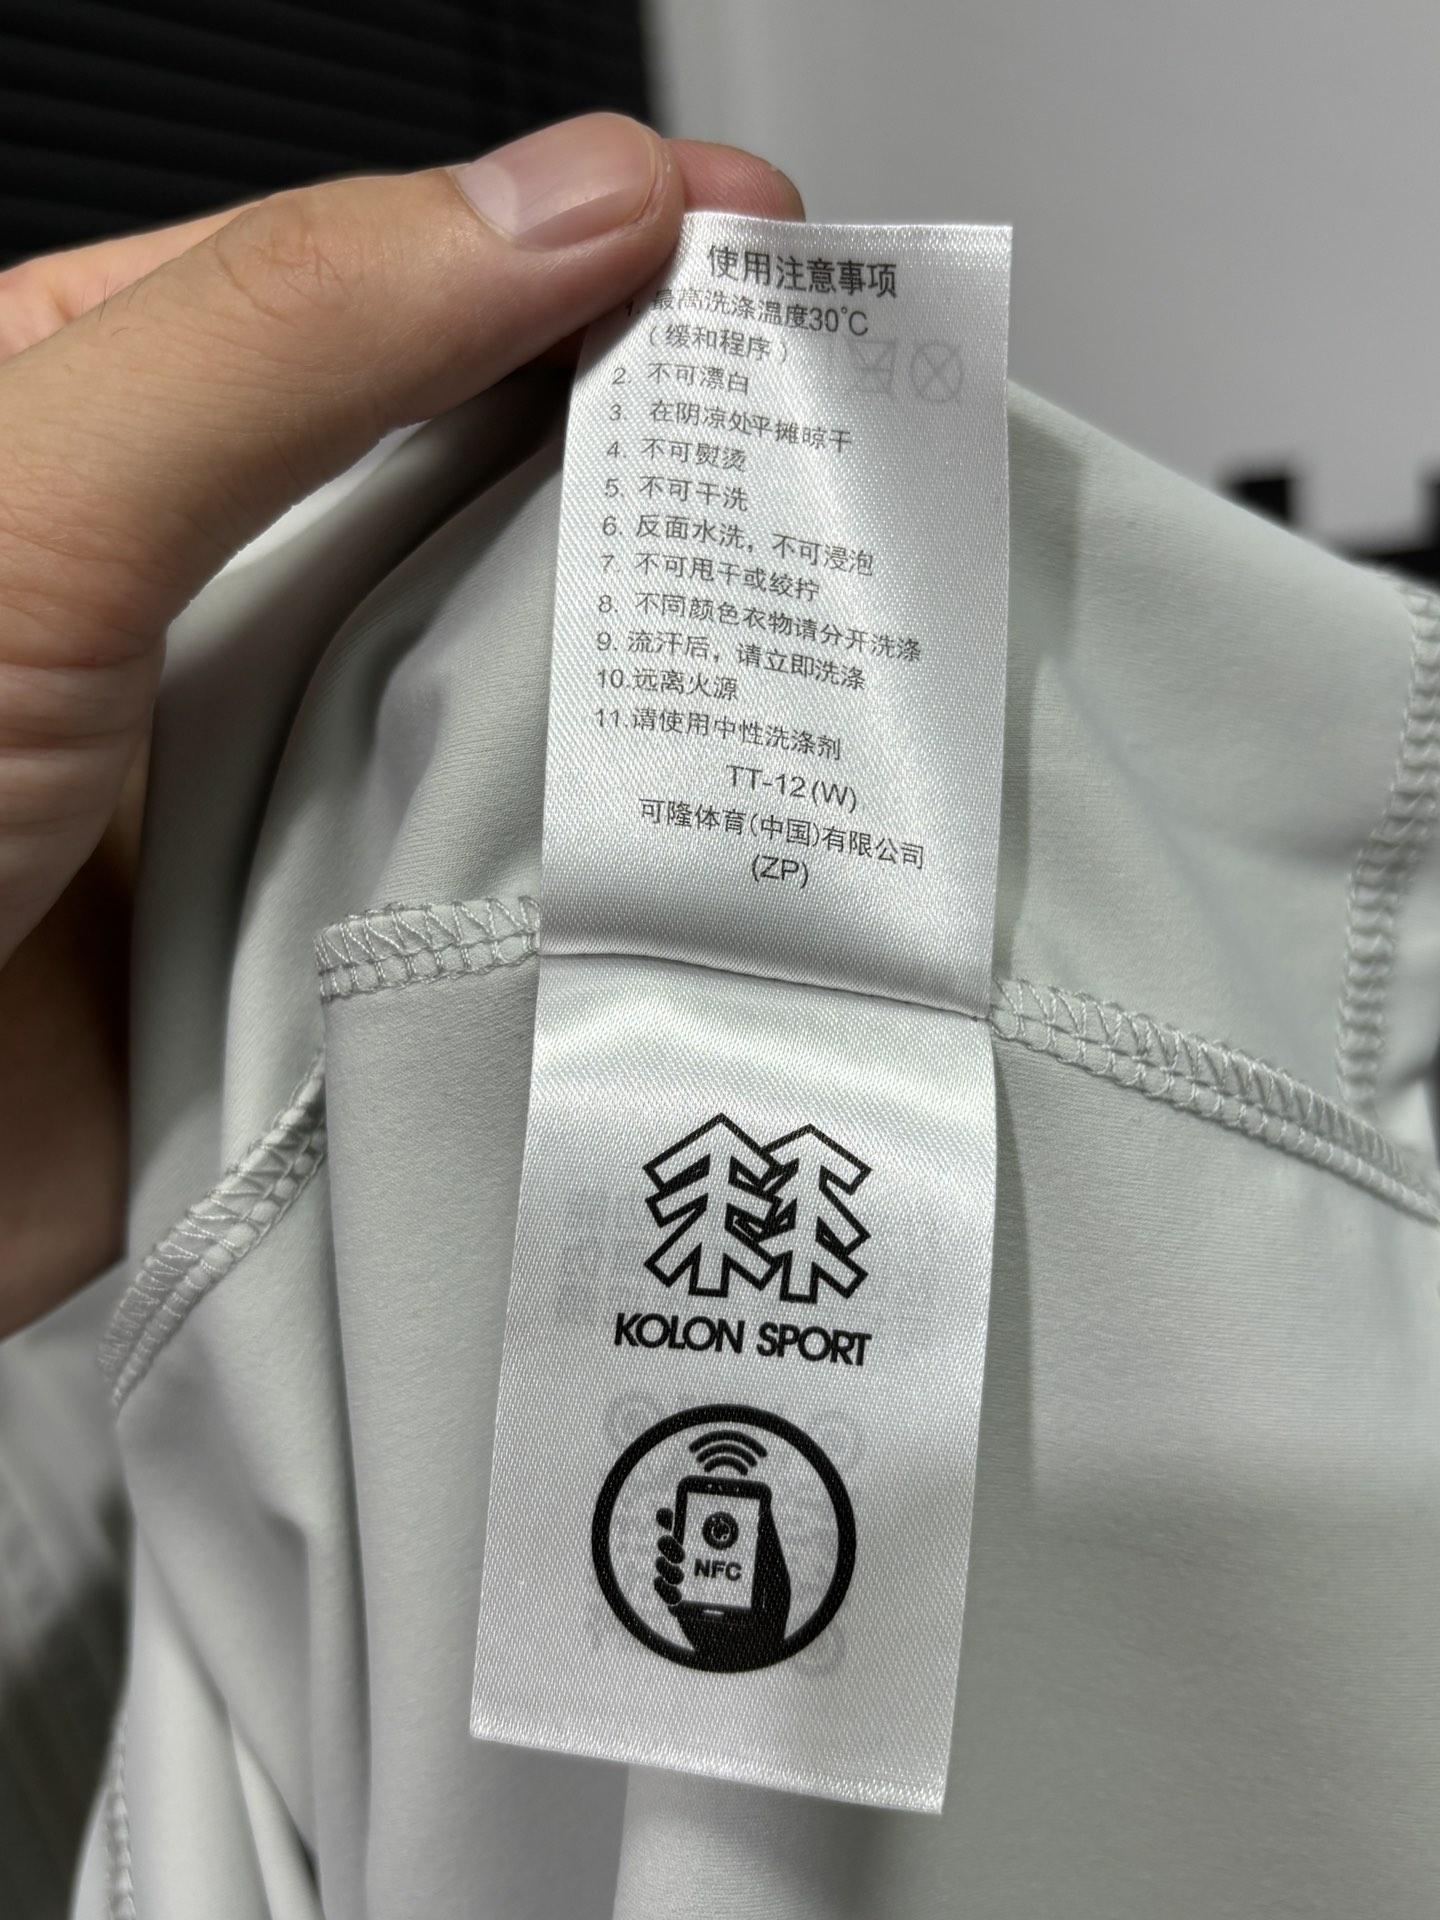 使用注意事项
1. 最高洗涤温度30℃
(缓和程序)
2. 不可漂白
3. 在阴凉处平摊晾干
4. 不可熨烫
5. 不可干洗
6. 反面水洗，不可浸泡
7. 不可甩干或绞拧
8. 不同颜色衣物请分开洗涤
9. 流汗后，请立即洗涤
10.远离火源
11.请使用中性洗涤剂
TT-12(W)
可隆体育(中国)有限公司
(ZP)
KOLON SPORT
NFC